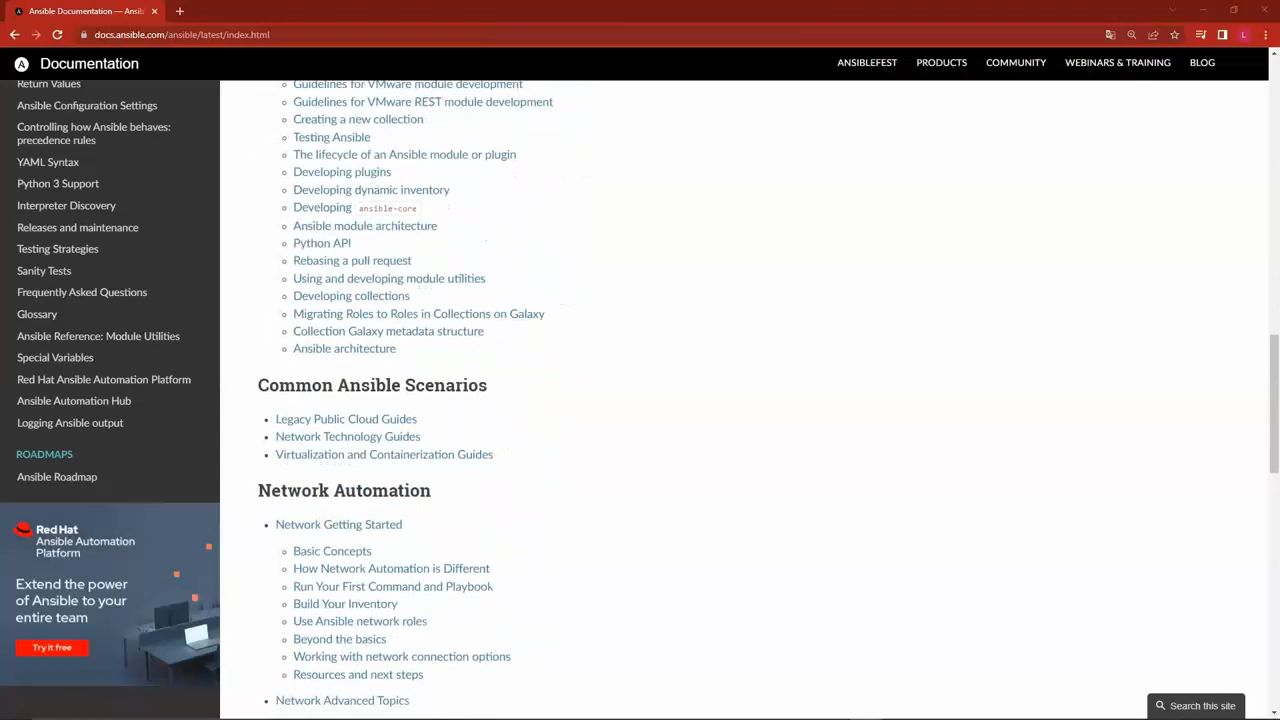 Ansible Documentation — Ansib
docs.ansible.com/ansible/latest/index.html
L
A Documentation
ANSIBLEFEST PRODUCTS COMMUNITY WEBINARS & TRAINING BLOG
Return Values
Ansible Configuration Settings
Controlling how Ansible behaves:
precedence rules
YAML Syntax
Python 3 Support
Interpreter Discovery
Releases and maintenance
Testing Strategies
Sanity Tests
Frequently Asked Questions
Glossary
Ansible Reference: Module Utilities
Special Variables
Red Hat Ansible Automation Platform
Ansible Automation Hub
Logging Ansible output
ROADMAPS
Ansible Roadmap
Red Hat
Ansible Automation
Platform
Extend the power
of Ansible to your
entire team
Try it free
Guidelines for VMware module development
Guidelines for VMware REST module development
Creating a new collection
Testing Ansible
The lifecycle of an Ansible module or plugin
Developing plugins
Developing dynamic inventory
Developing ansible-core
Ansible module architecture
Python API
Rebasing a pull request
Using and developing module utilities
Developing collections
Migrating Roles to Roles in Collections on Galaxy
Collection Galaxy metadata structure
Ansible architecture
Common Ansible Scenarios
Legacy Public Cloud Guides
Network Technology Guides
Virtualization and Containerization Guides
Network Automation
Network Getting Started
Basic Concepts
How Network Automation is Different
Run Your First Command and Playbook
Build Your Inventory
Use Ansible network roles
Beyond the basics
Working with network connection options
Resources and next steps
Network Advanced Topics
Search this site